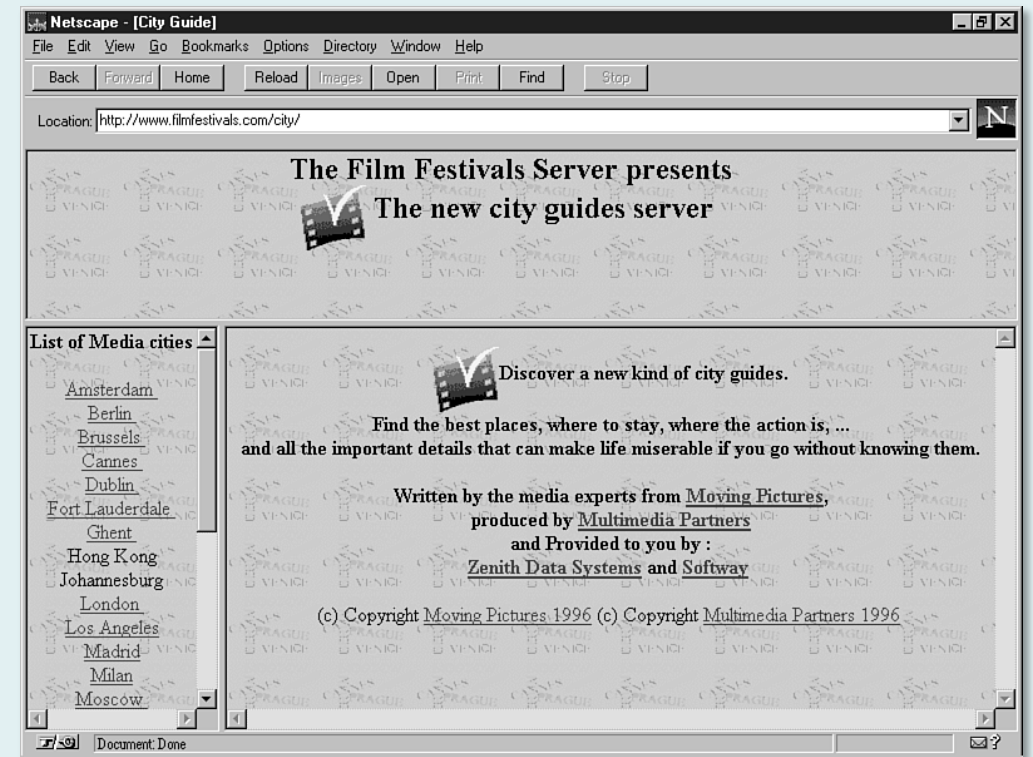 Netscape - [City Guide]
File Edit View Go Bookmarks Options Directory Window Help
Back Forward Home Reload Images Open Print Find Stop
Location: http://www.filmfestivals.com/city/
N
The Film Festivals Server presents
The new city guides server
List of Media cities
Amsterdam
Berlin
Brussels
Cannes
Dublin
Fort Lauderdale
Ghent
Hong Kong
Johannesburg
London
Los Angeles
Madrid
Milan
Moscow
Discover a new kind of city guides.
Find the best places, where to stay, where the action is, ...
and all the important details that can make life miserable if you go without knowing them.
Written by the media experts from Moving Pictures,
produced by Multimedia Partners
and Provided to you by :
Zenith Data Systems and Softway
(c) Copyright Moving Pictures 1996 (c) Copyright Multimedia Partners 1996
Document: Done